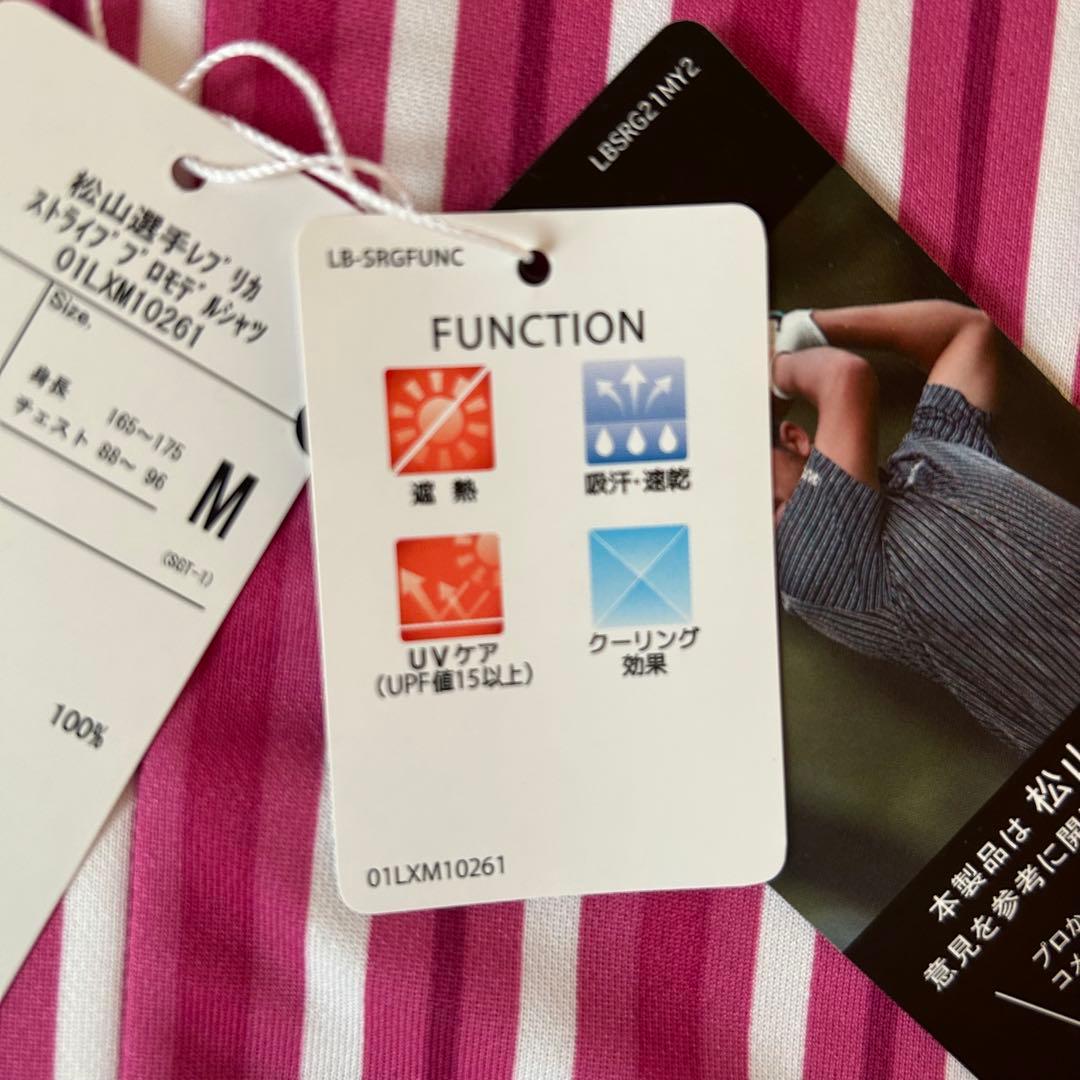 松山選手ﾚﾌﾟﾘｶ
ｽﾄﾗｲﾌﾟ ﾌﾟﾛﾓﾃﾞﾙｼｬﾂ
01LXM10261
Size.
身長 165～175
チェスト 88～ 96
M
(SGT-1)
100%
LB-SRGFUNC
FUNCTION
遮 熱
吸汗・速乾
UVケア
(UPF値15以上)
クーリング
効果
01LXM10261
LBSRG21MY2
本製品は 松
意見を参考に
プロ
コメ